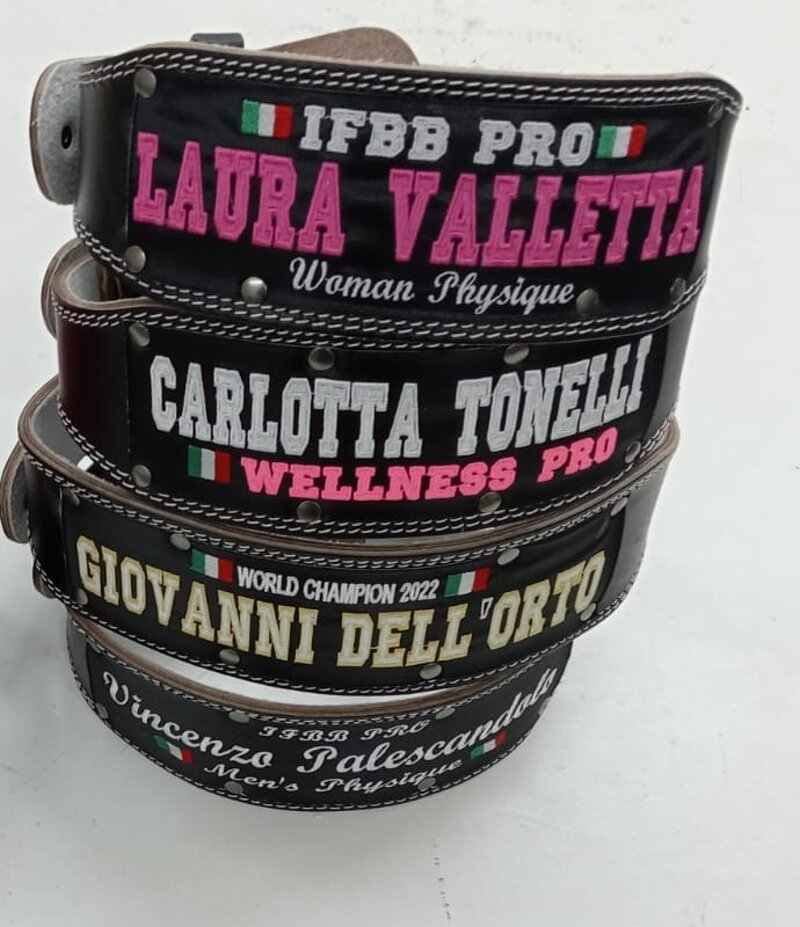 IFBB PRO
LAURA VALLETTA
Woman Physique
CARLOTTA TONELLI
WELLNESS PRO
WORLD CHAMPION 2022
GIOVANNI DELL'ORTO
IFBB PRO
Vincenzo Palescandolo
Men's Physique